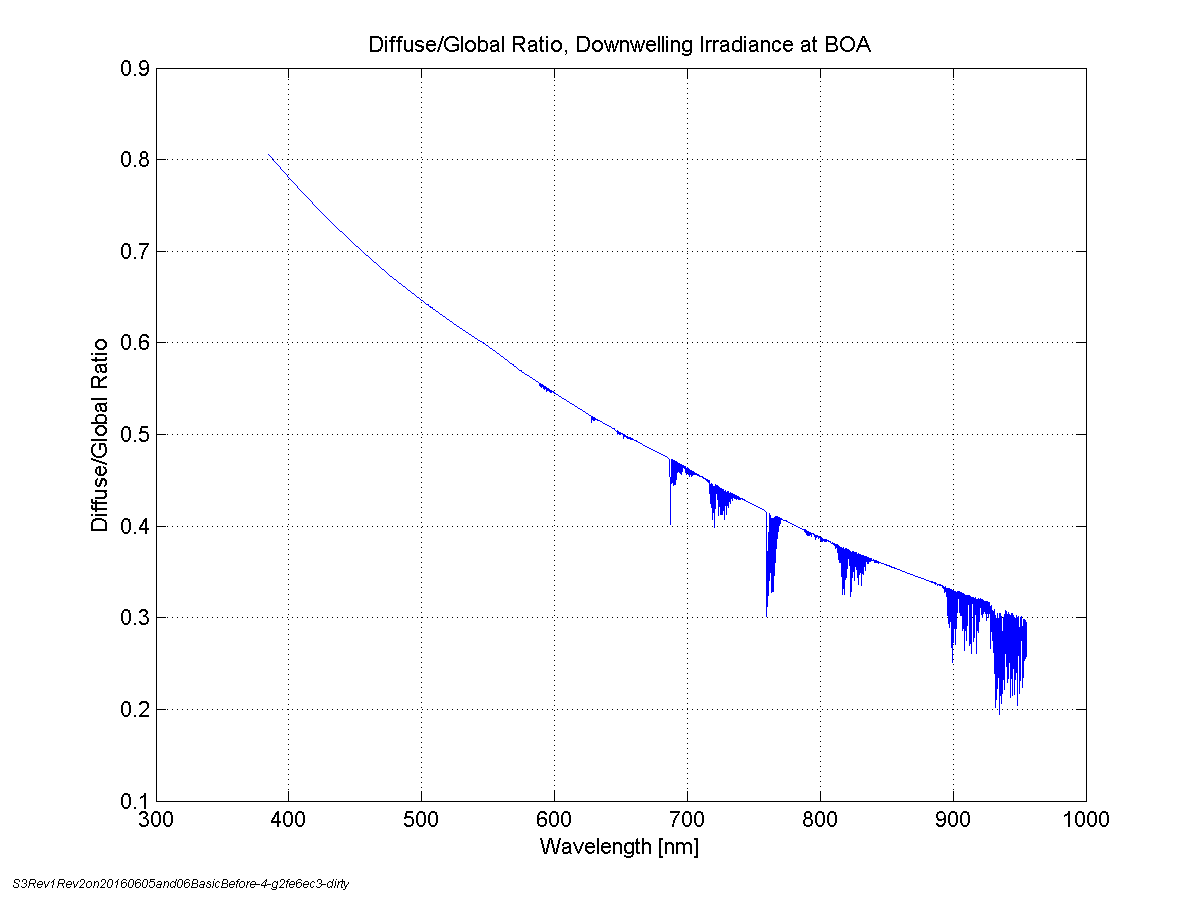 Diffuse/Global Ratio, Downwelling Irradiance at BOA
0.9
0.8
0.7
0.6
0.5
0.4
0.3
0.2
0.1
Diffuse/Global Ratio
300 400 500 600 700 800 900 1000
Wavelength [nm]
S3Rev1Rev2on20160605and06BasicBefore-4-g2fe6ec3-dirty